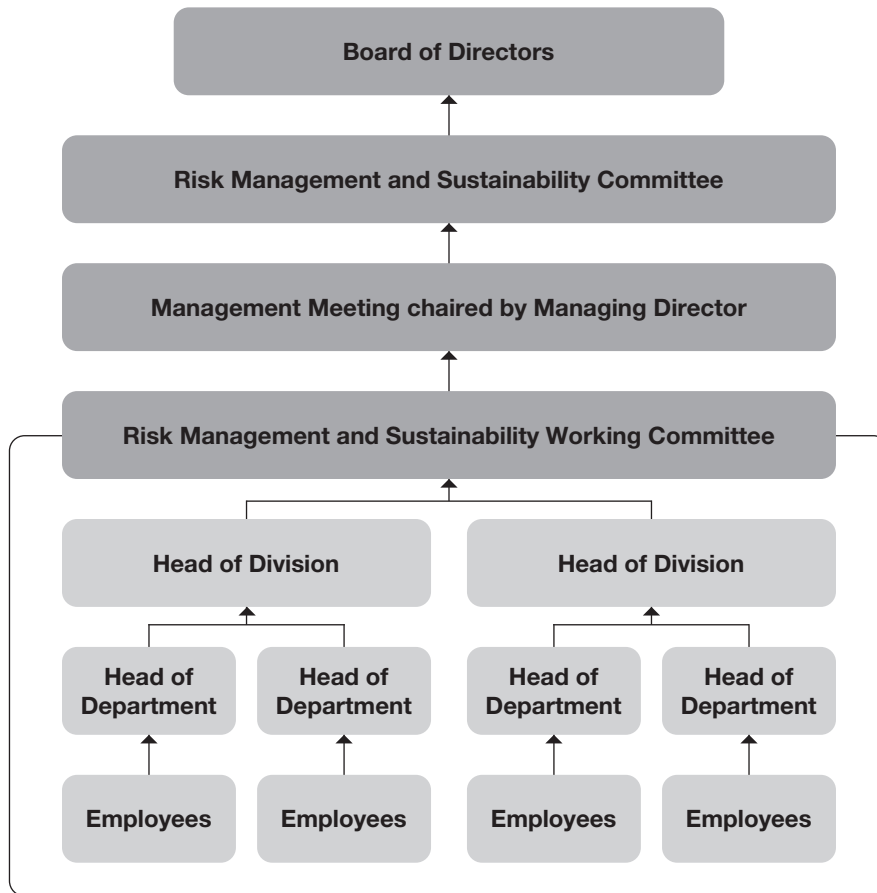 Board of Directors
Risk Management and Sustainability Committee
Management Meeting chaired by Managing Director
Risk Management and Sustainability Working Committee
Head of Division
Head of Division
Head of
Department
Head of
Department
Head of
Department
Head of
Department
Employees
Employees
Employees
Employees